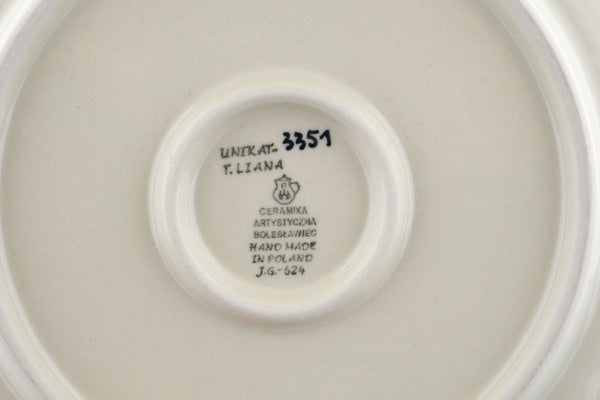 UNIKAT- 3351
T. LIANA
CERAMIKA
ARTYSTYCZNA
BOLESŁAWIEC
HAND MADE
IN POLAND
J.G.-624